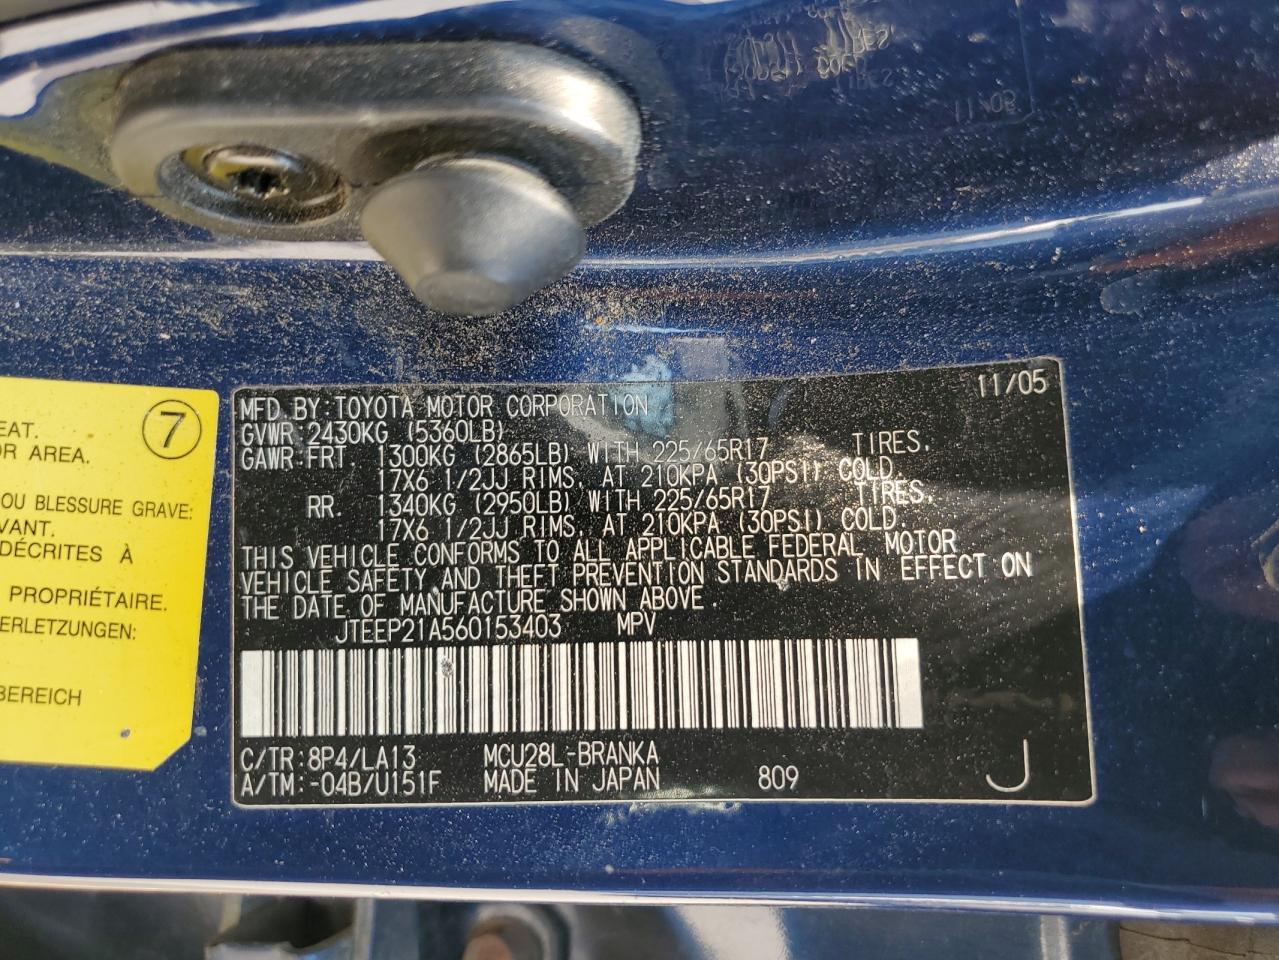 7
EAT.
OR AREA.
OU BLESSURE GRAVE:
VANT.
DÉCRITES À
PROPRIÉTAIRE.
ERLETZUNGEN:
BEREICH
MFD.BY:TOYOTA MOTOR CORPORATION 11/05
GVWR:2430KG (5360LB)
GAWR:FRT. 1300KG (2865LB) WITH 225/65R17 TIRES.
17X6 1/2JJ RIMS, AT 210KPA (30PSI) COLD.
RR. 1340KG (2950LB) WITH 225/65R17 TIRES.
17X6 1/2JJ RIMS, AT 210KPA (30PSI) COLD.
THIS VEHICLE CONFORMS TO ALL APPLICABLE FEDERAL MOTOR
VEHICLE SAFETY AND THEFT PREVENTION STANDARDS IN EFFECT ON
THE DATE OF MANUFACTURE SHOWN ABOVE.
JTEEP21A560153403 MPV
C/TR:8P4/LA13 MCU28L-BRANKA
A/TM:-04B/U151F MADE IN JAPAN 809 J